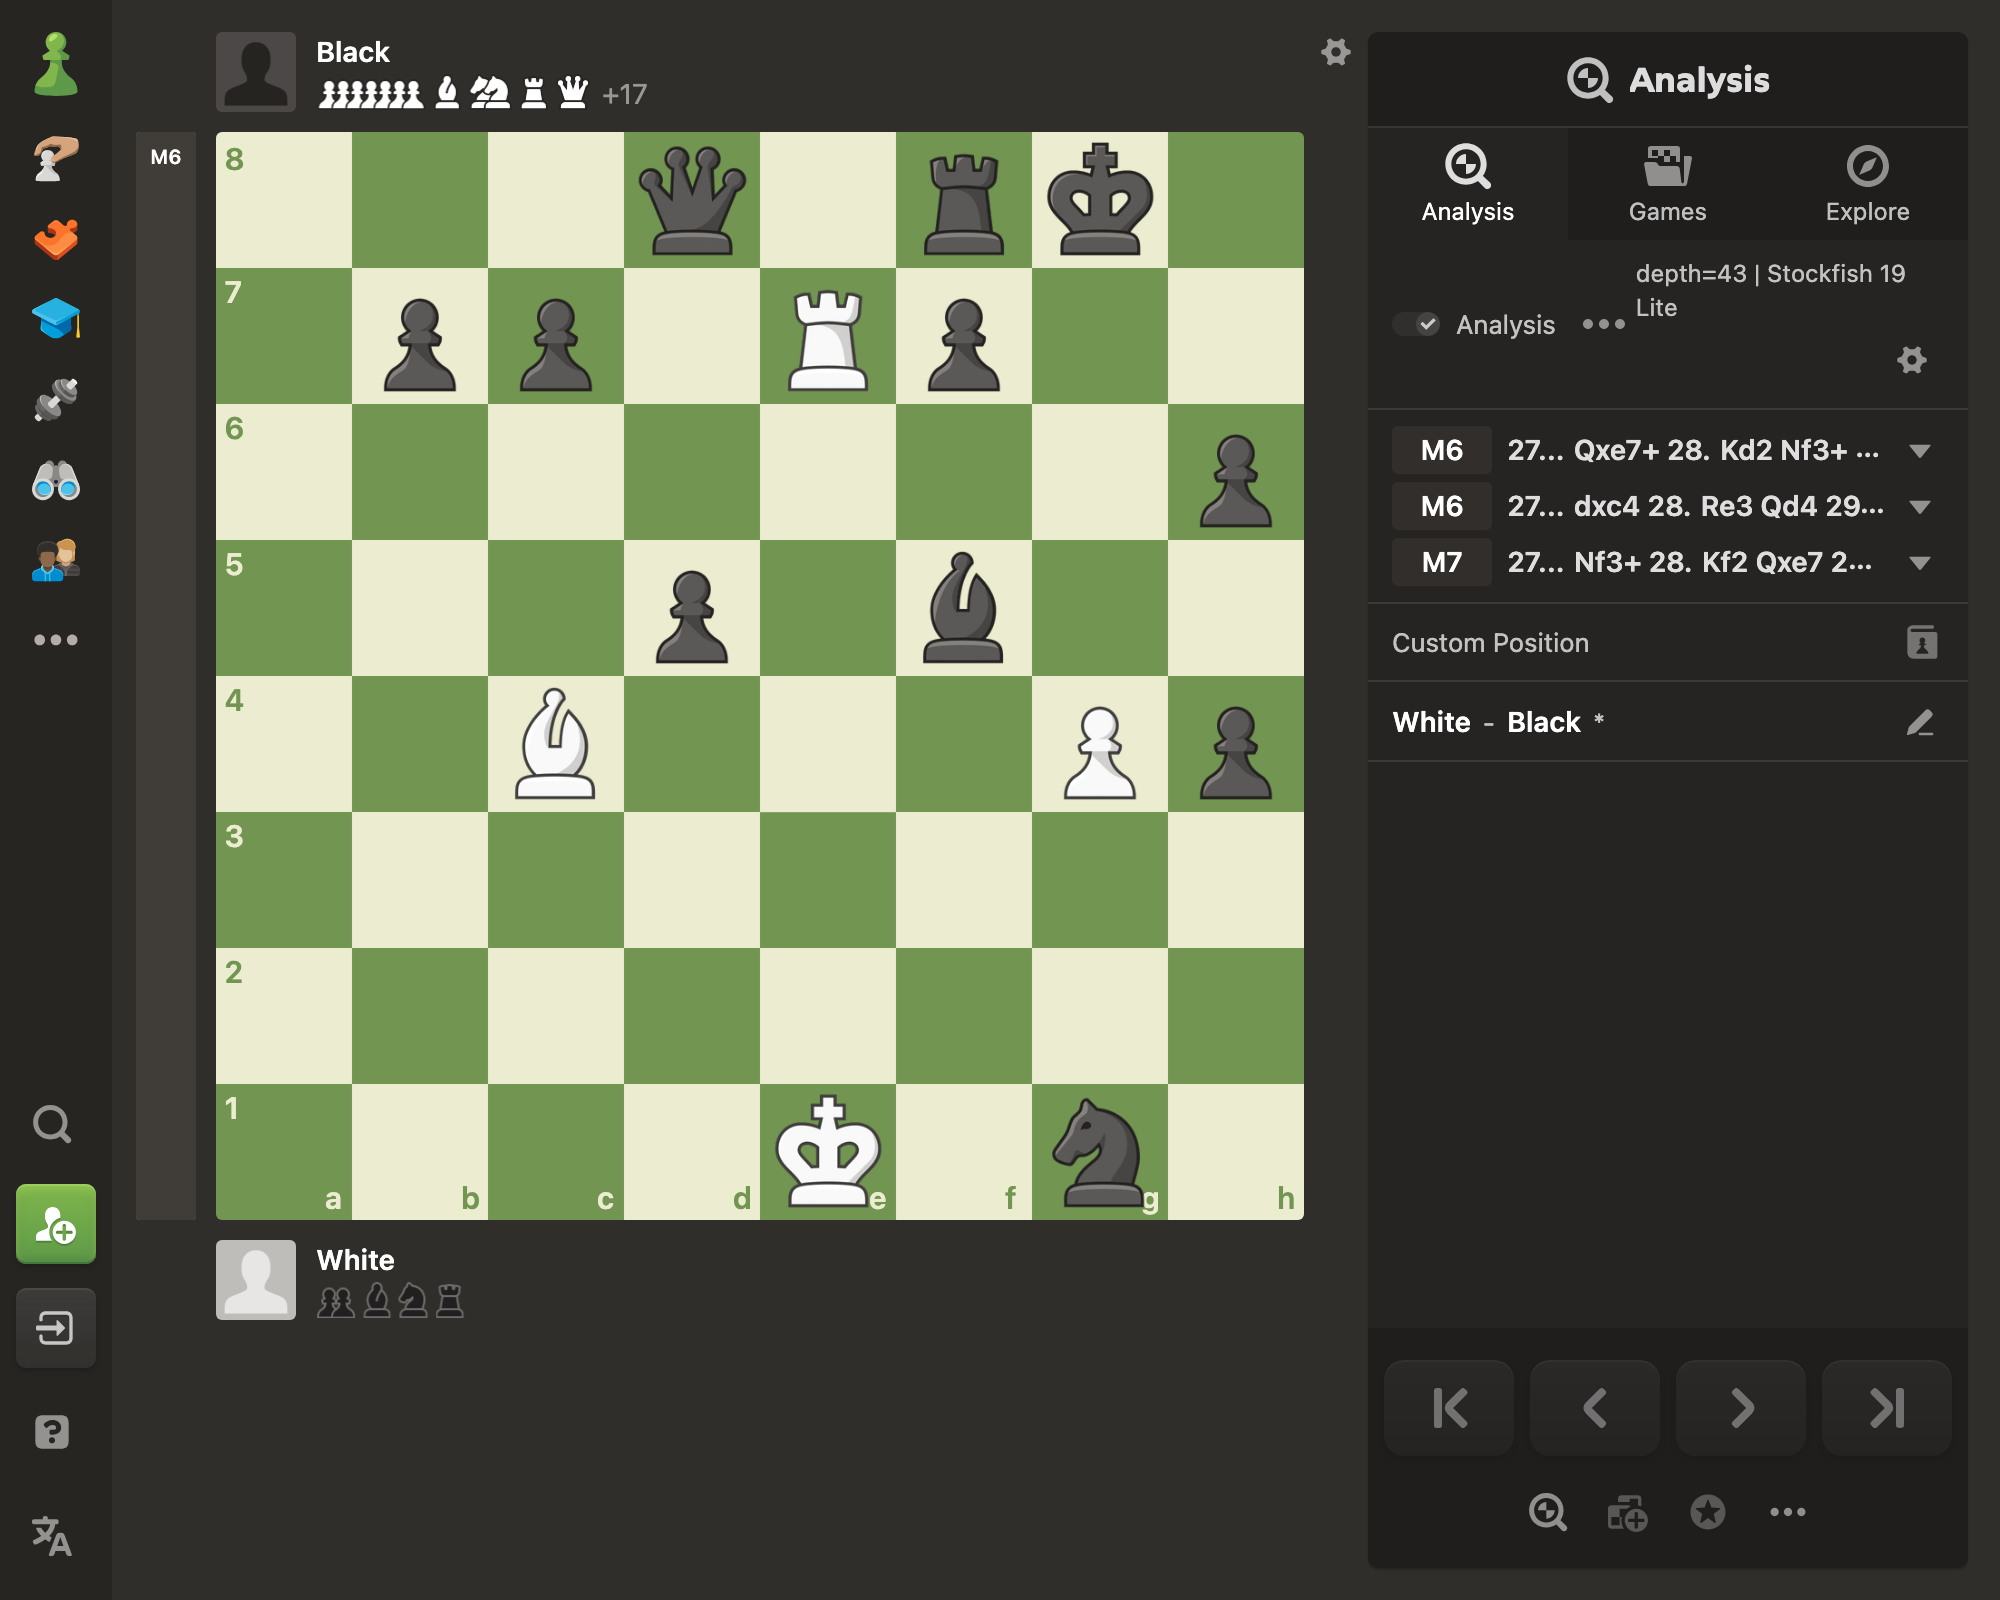 Black
+17
M6
8
7
6
5
4
3
2
1
a b c d e f g h
White
Analysis
Analysis Games Explore
depth=43 | Stockfish 19
Lite
Analysis
M6 27... Qxe7+ 28. Kd2 Nf3+ ...
M6 27... dxc4 28. Re3 Qd4 29...
M7 27... Nf3+ 28. Kf2 Qxe7 2...
Custom Position
White - Black *